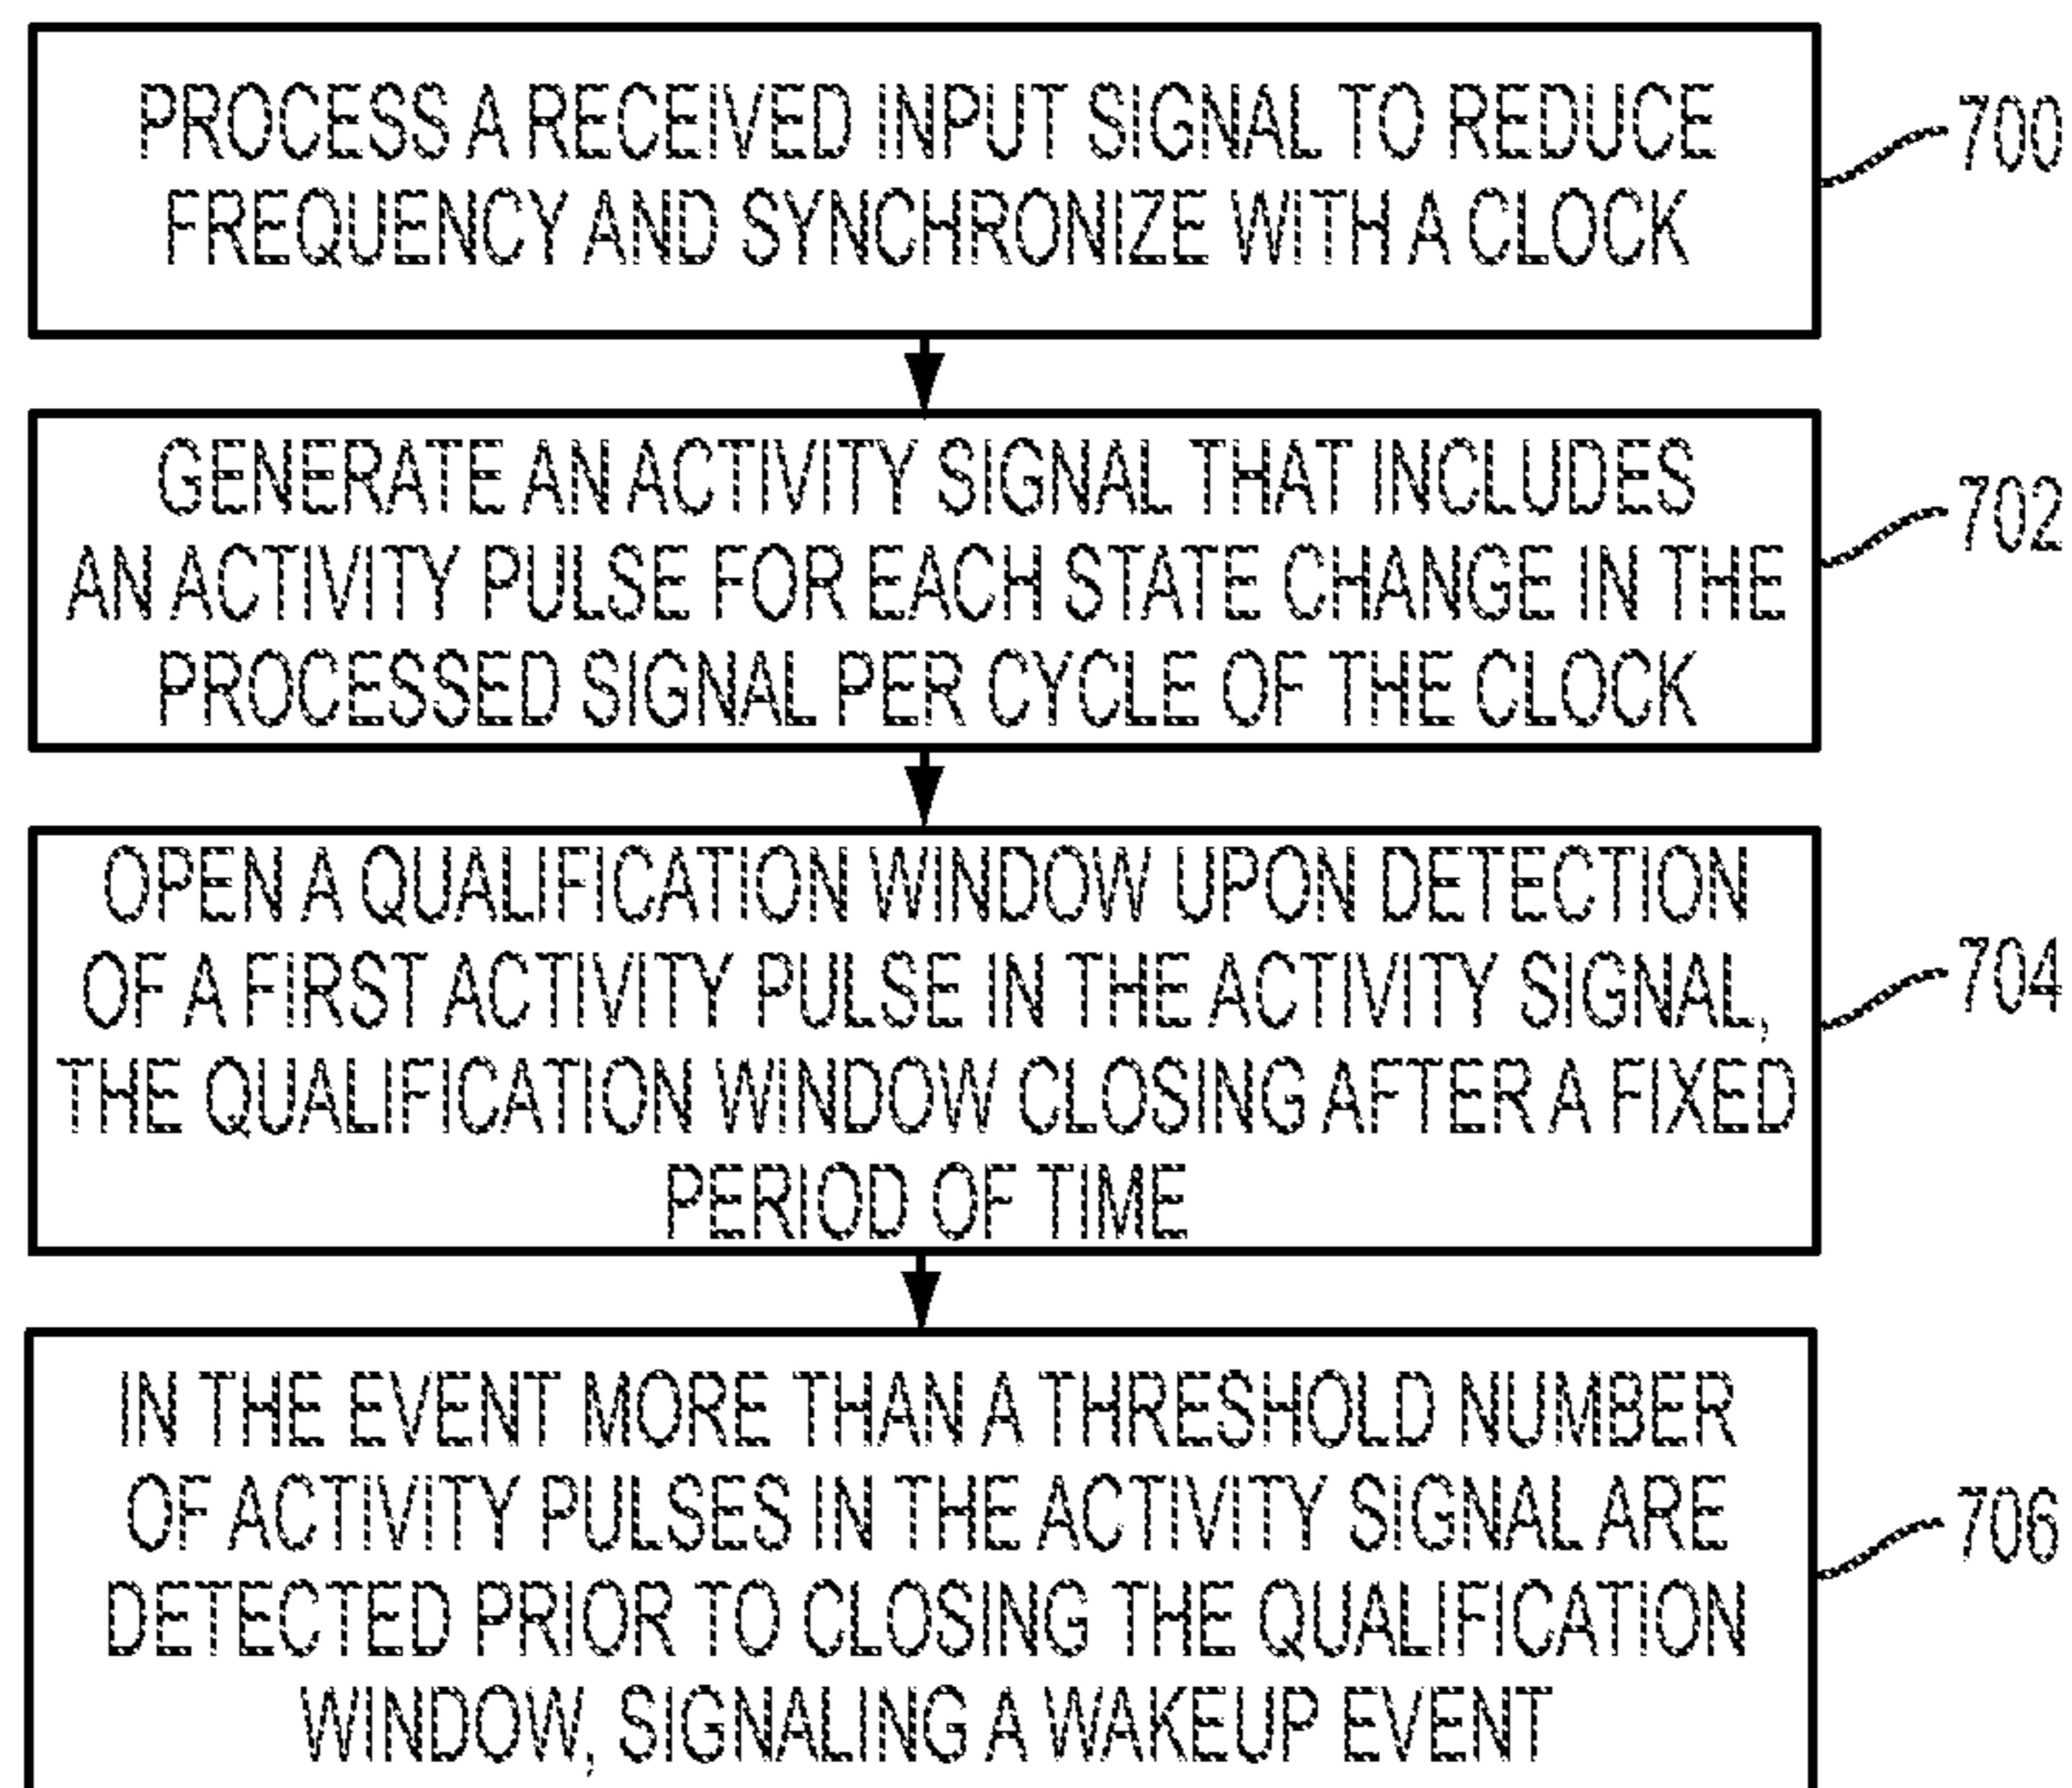 PROCESS A RECEIVED INPUT SIGNAL TO REDUCE
FREQUENCY AND SYNCHRONIZE WITH A CLOCK
700
GENERATE AN ACTIVITY SIGNAL THAT INCLUDES
AN ACTIVITY PULSE FOR EACH STATE CHANGE IN THE
PROCESSED SIGNAL PER CYCLE OF THE CLOCK
702
OPEN A QUALIFICATION WINDOW UPON DETECTION
OF A FIRST ACTIVITY PULSE IN THE ACTIVITY SIGNAL,
THE QUALIFICATION WINDOW CLOSING AFTER A FIXED
PERIOD OF TIME
704
IN THE EVENT MORE THAN A THRESHOLD NUMBER
OF ACTIVITY PULSES IN THE ACTIVITY SIGNAL ARE
DETECTED PRIOR TO CLOSING THE QUALIFICATION
WINDOW, SIGNALING A WAKEUP EVENT
706